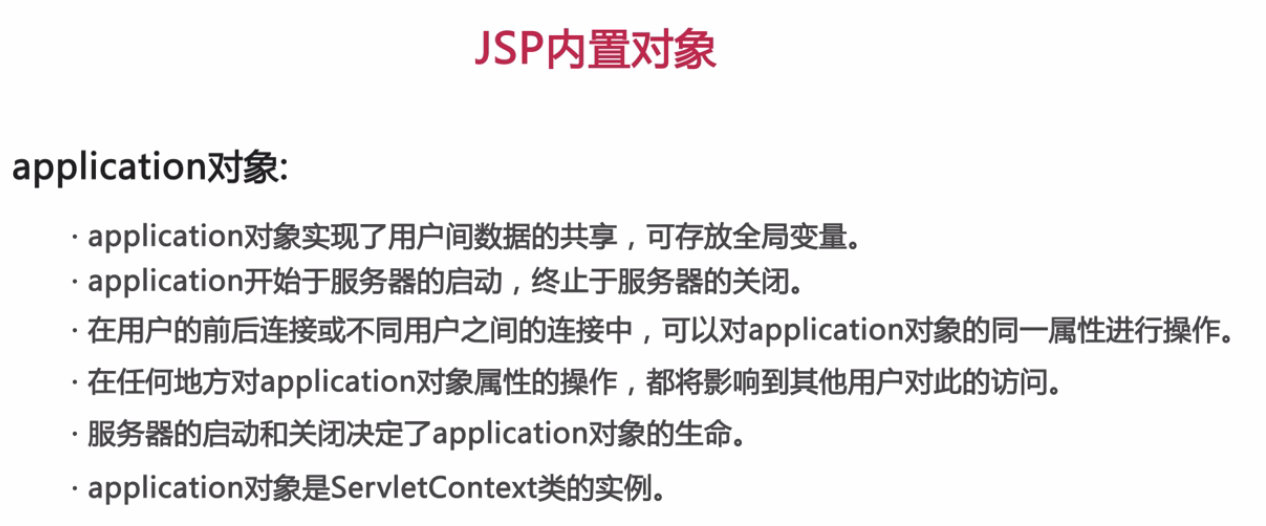 JSP内置对象
application对象:
· application对象实现了用户间数据的共享，可存放全局变量。
· application开始于服务器的启动，终止于服务器的关闭。
· 在用户的前后连接或不同用户之间的连接中，可以对application对象的同一属性进行操作。
· 在任何地方对application对象属性的操作，都将影响到其他用户对此的访问。
· 服务器的启动和关闭决定了application对象的生命。
· application对象是ServletContext类的实例。